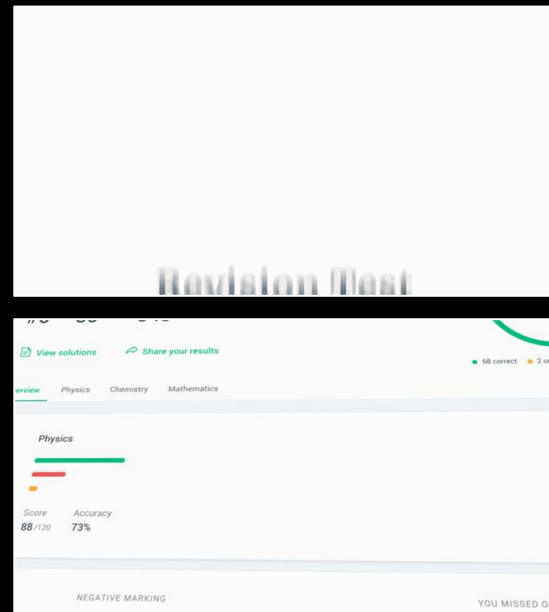 Revision Test
View solutions
Share your results
68 correct
Physics
Chemistry
Mathematics
Physics
Score
Accuracy
88/120
73%
NEGATIVE MARKING
YOU MISSED